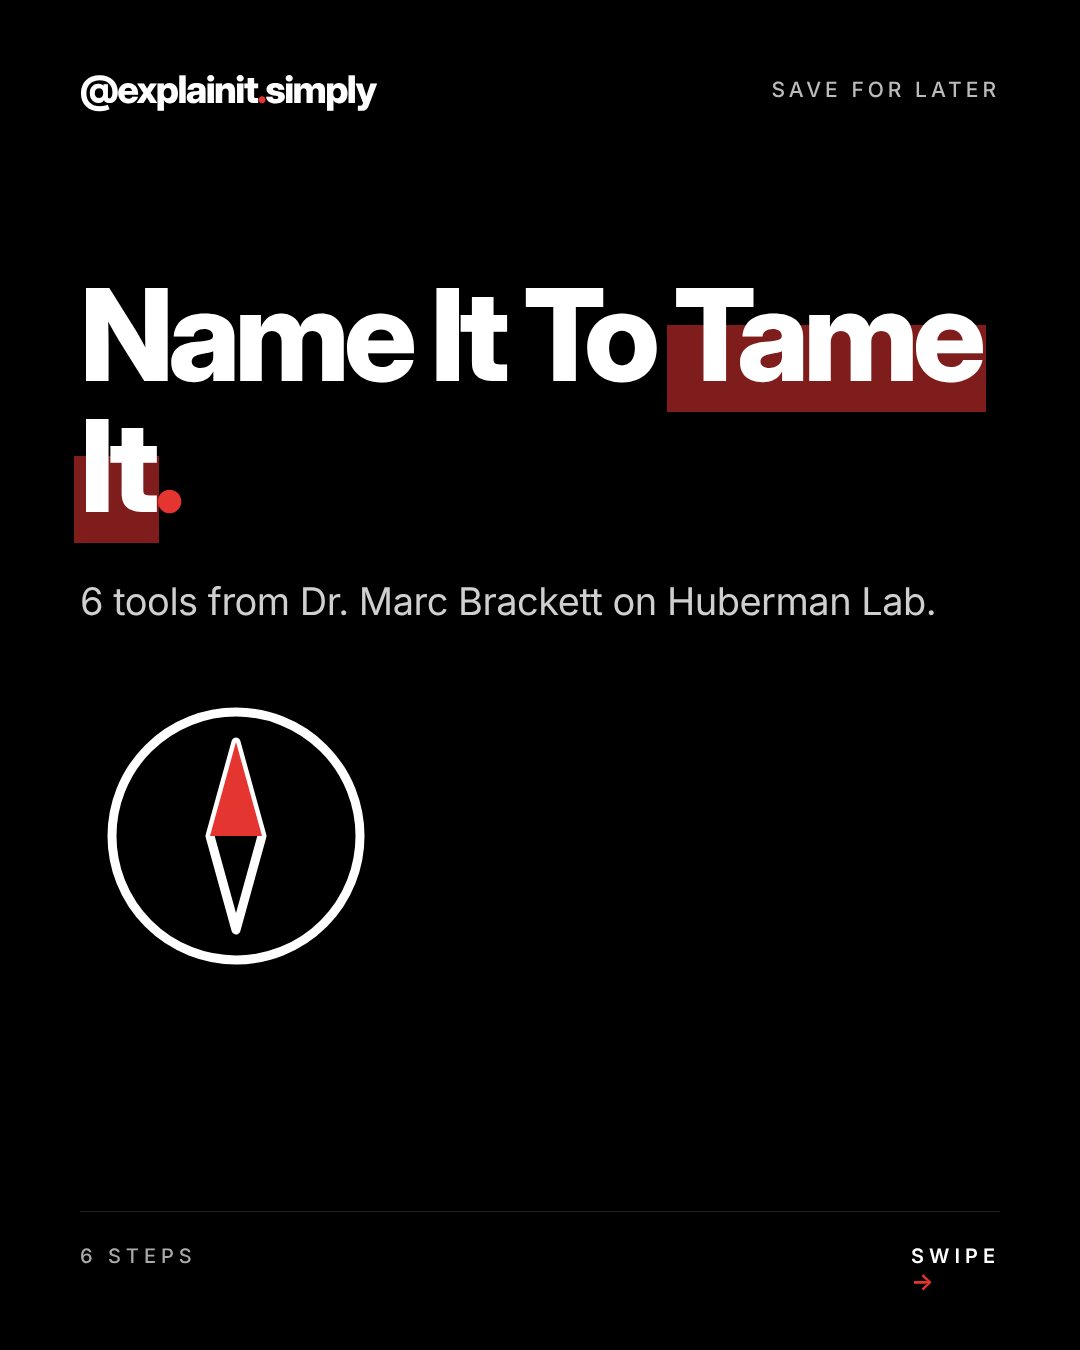 @explainit.simply
SAVE FOR LATER
Name It To Tame
It.
6 tools from Dr. Marc Brackett on Huberman Lab.
6 STEPS
SWIPE
→